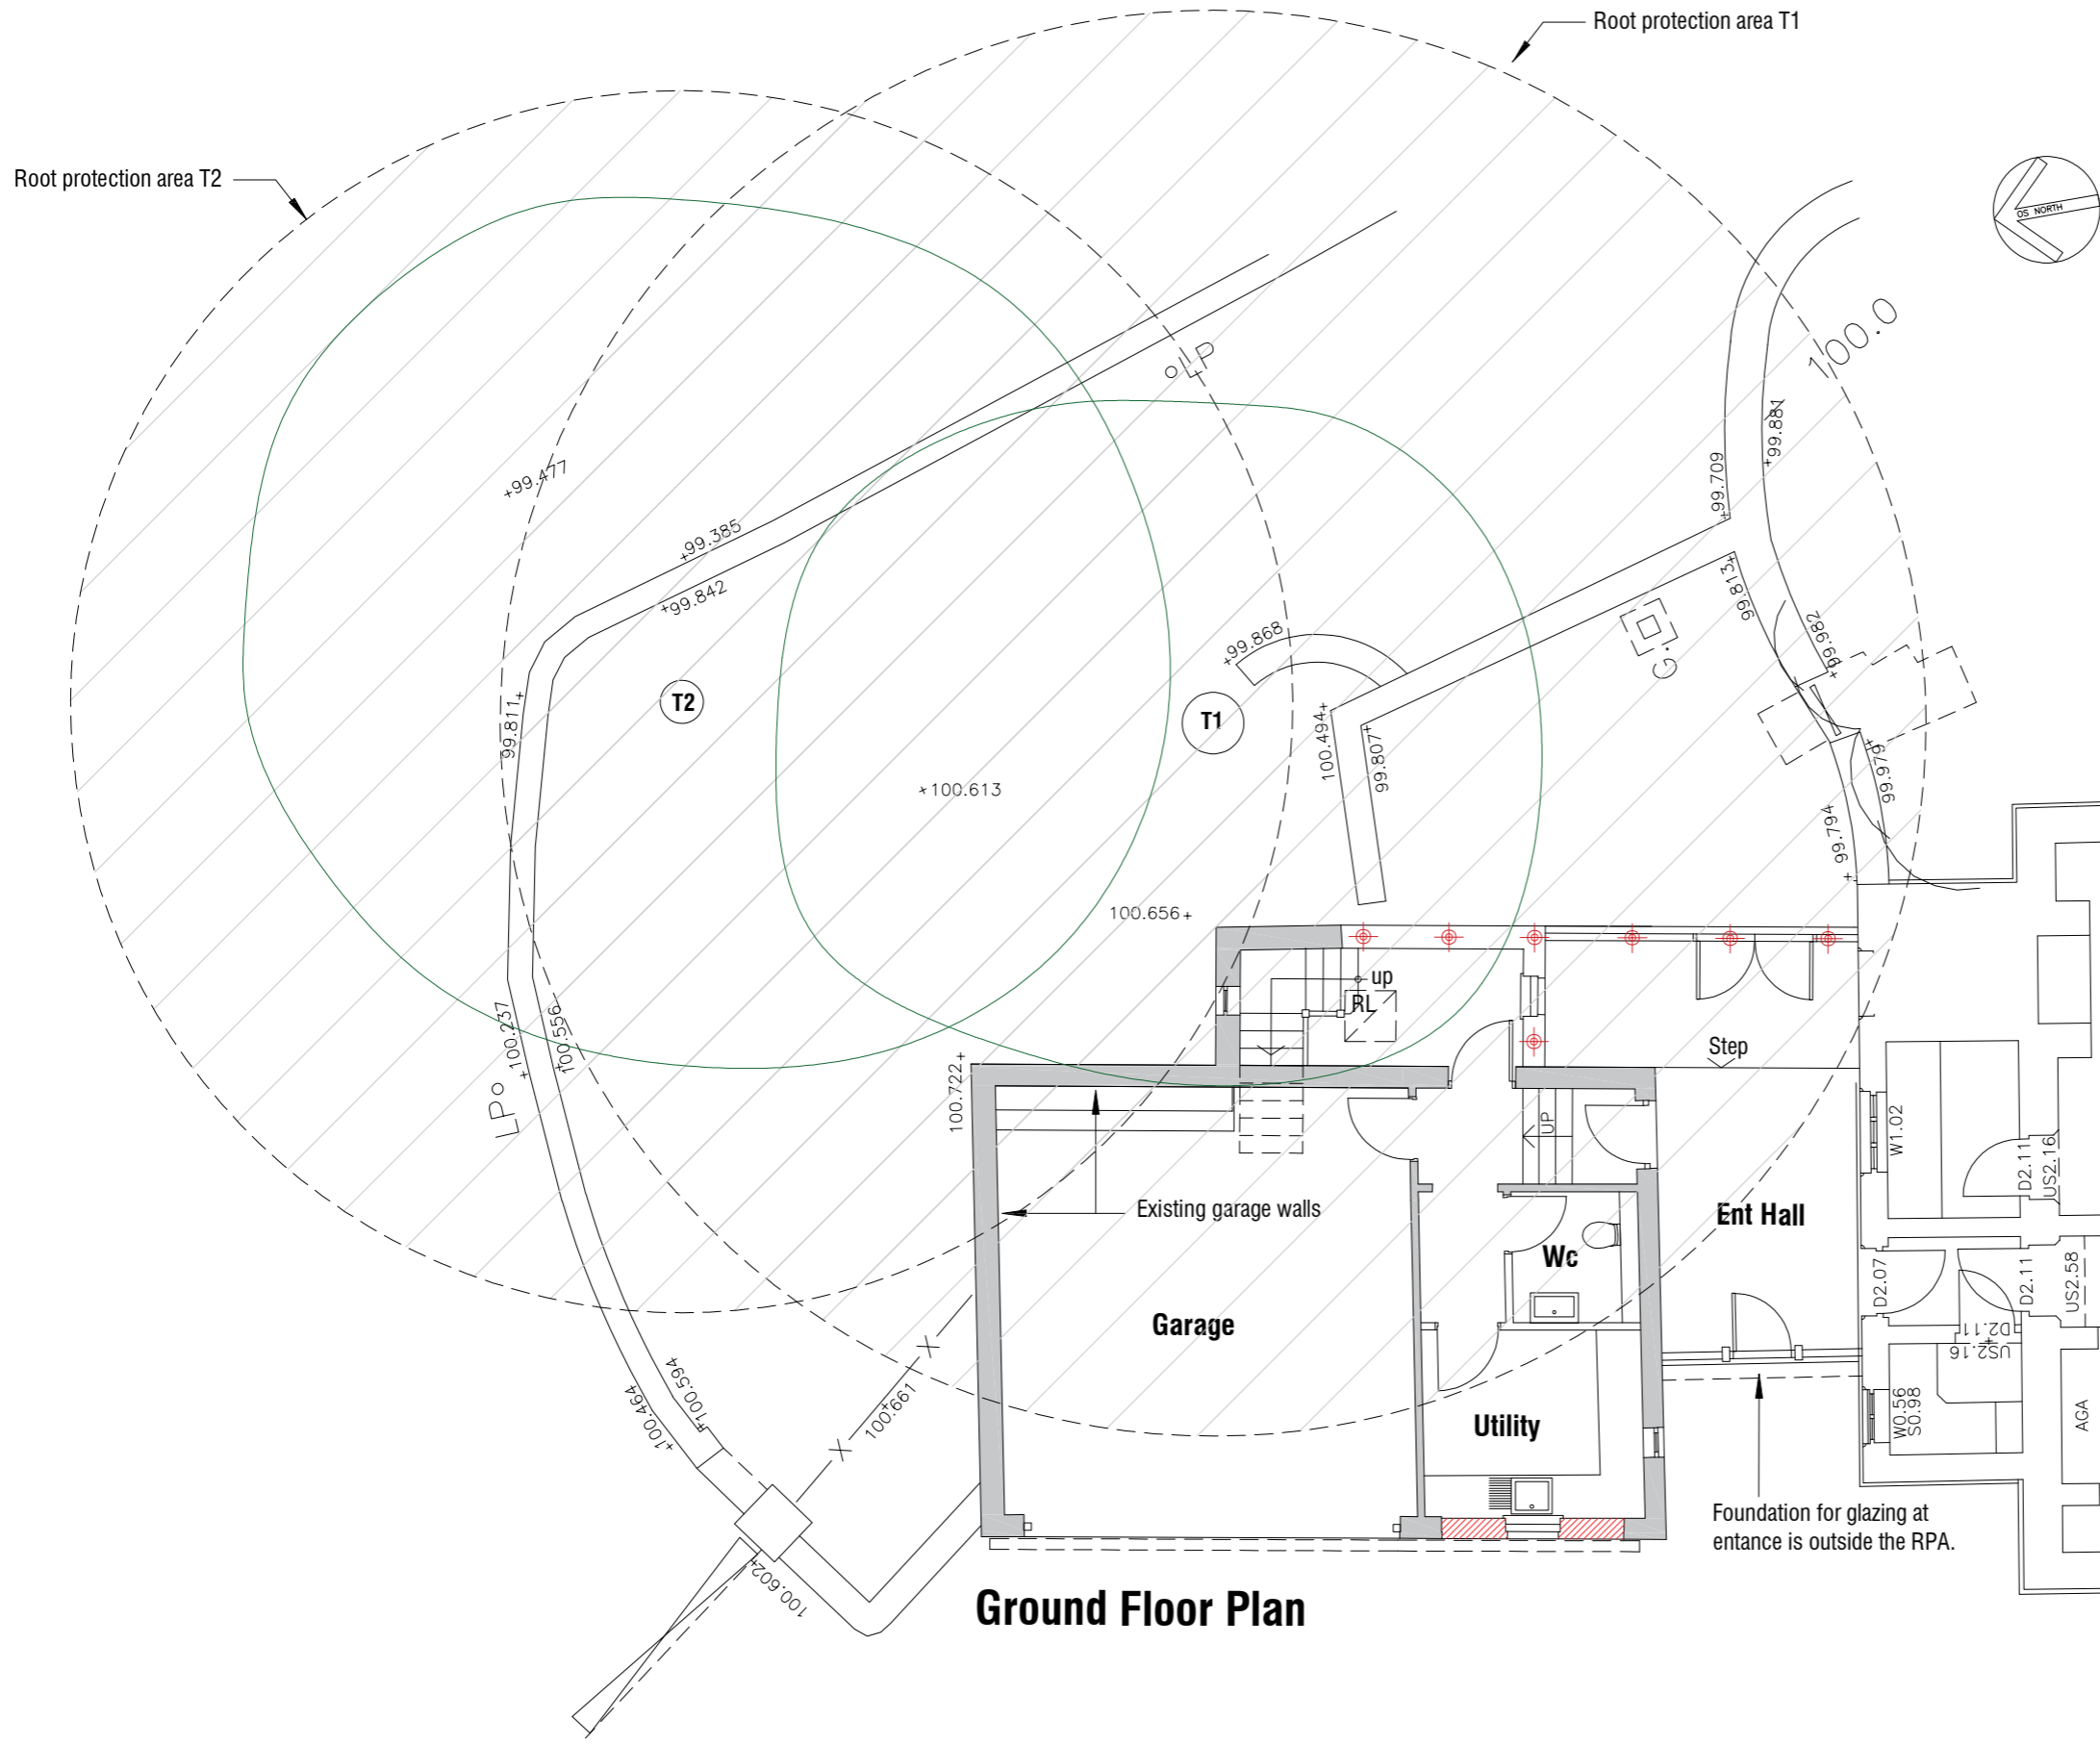 Root protection area T1
Root protection area T2
OS NORTH
100.0
LP
+99.477
+99.385
+99.842
99.881
99.709
99.813
99.982
+99.868
G
T2
T1
99.811
100.494
99.807
+100.613
99.979
99.794
100.656+
up
RL
Step
100.237
100.556
LP
100.722+
UP
W1.02
D2.11
US2.16
Existing garage walls
Ent Hall
Wc
Garage
D2.07
D2.11
US2.58
D2.11
US2.16
100.594
100.464
100.661
X
X
Utility
W0.56
S0.98
AGA
Foundation for glazing at
entance is outside the RPA.
100.602
Ground Floor Plan